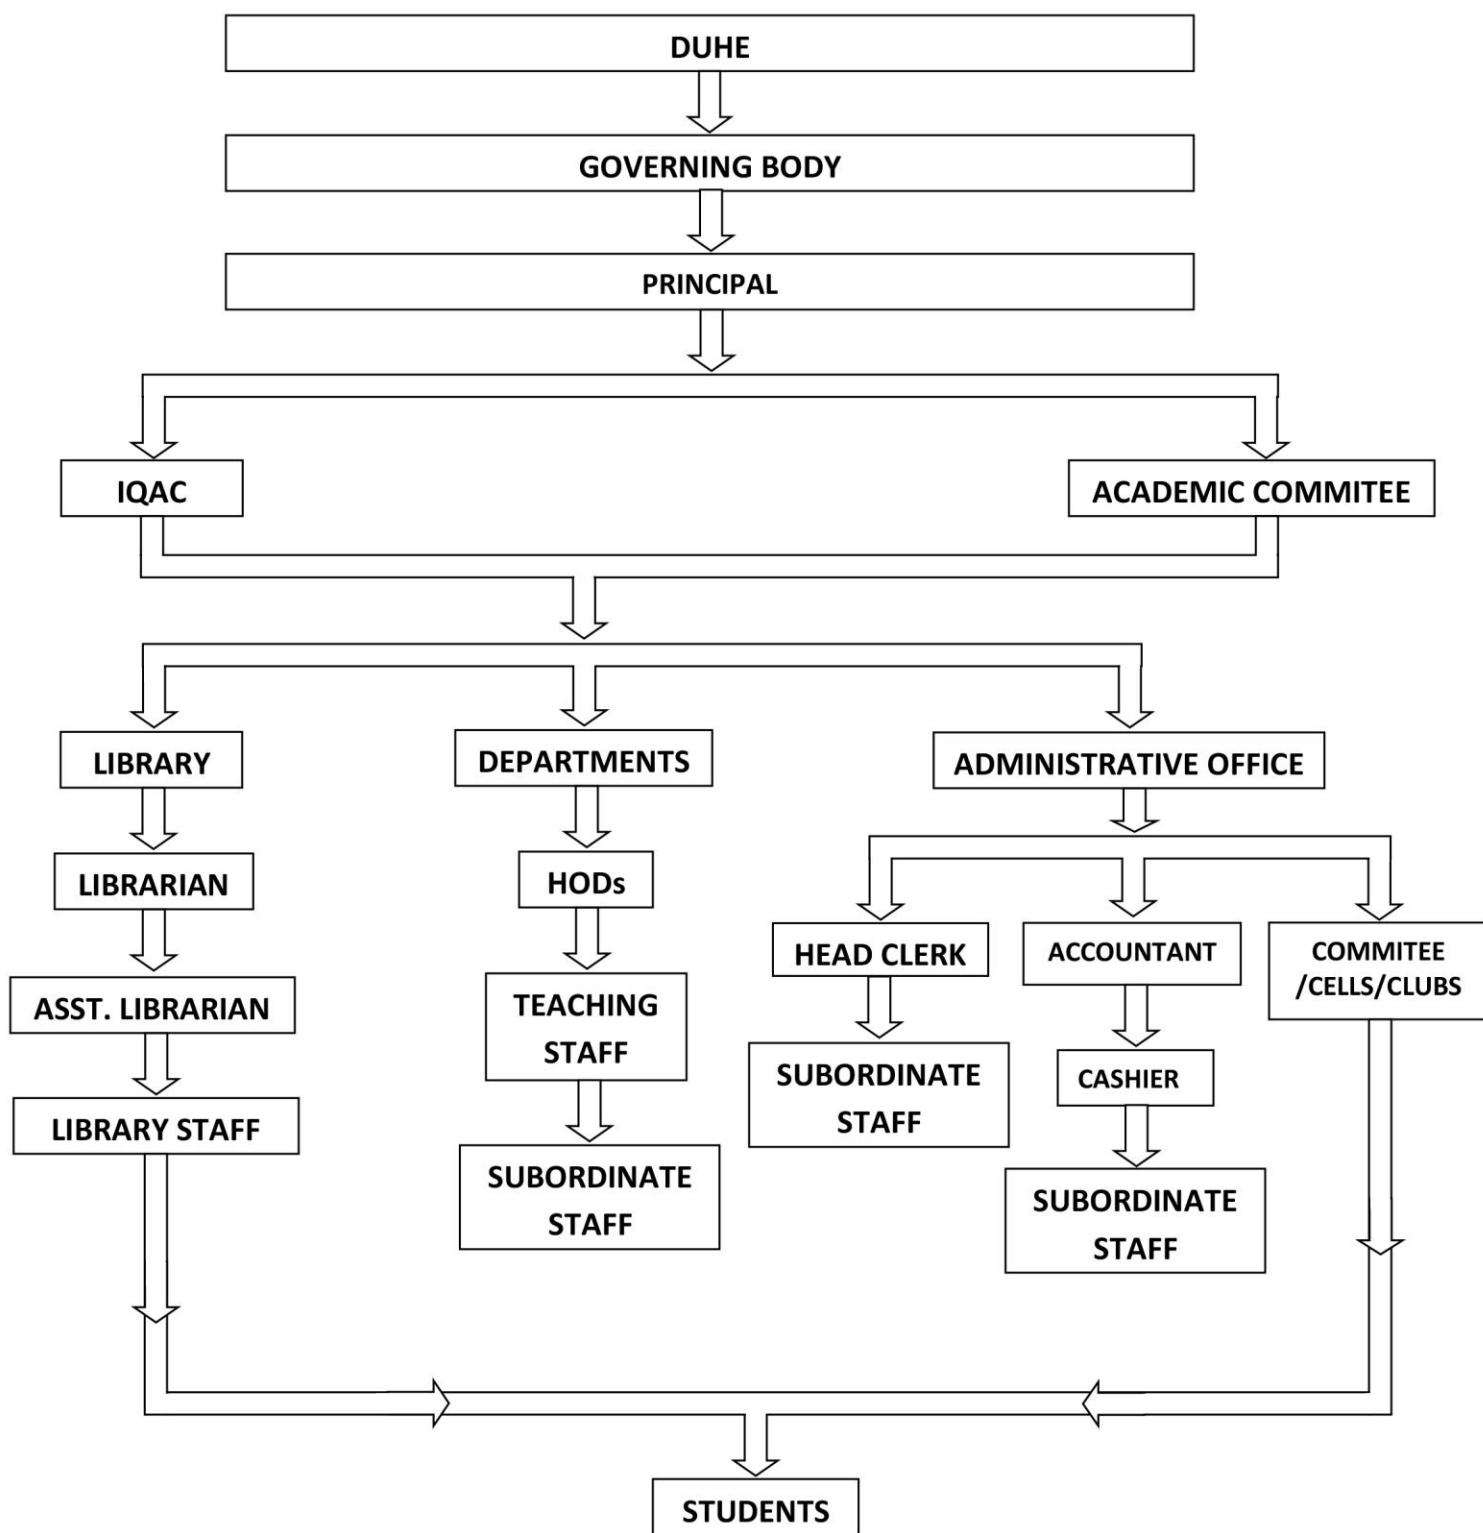 DUHE
GOVERNING BODY
PRINCIPAL
IQAC
ACADEMIC COMMITEE
LIBRARY
DEPARTMENTS
ADMINISTRATIVE OFFICE
LIBRARIAN
HODs
HEAD CLERK
ACCOUNTANT
COMMITEE
/CELLS/CLUBS
ASST. LIBRARIAN
TEACHING
STAFF
SUBORDINATE
STAFF
CASHIER
LIBRARY STAFF
SUBORDINATE
STAFF
SUBORDINATE
STAFF
STUDENTS